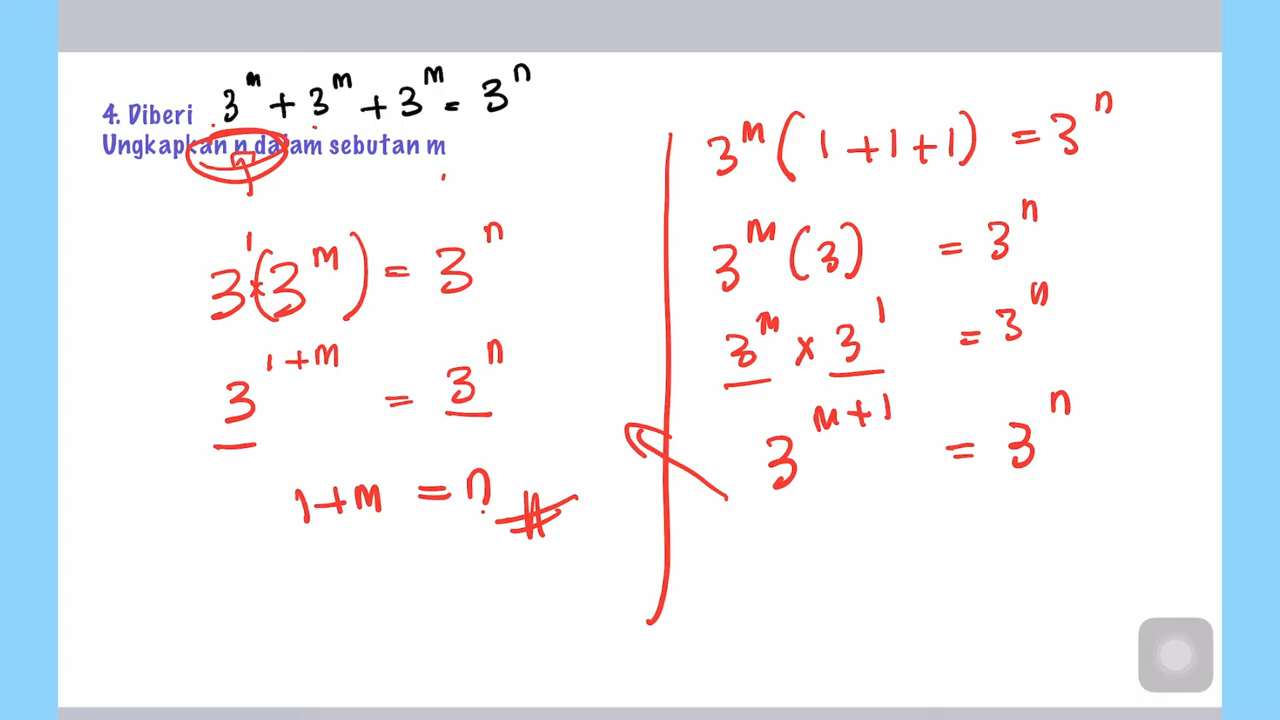 4. Diberi 3^m + 3^m + 3^m = 3^n
Ungkapkan n dalam sebutan m
3^1 × (3^m) = 3^n
3^(1+m) = 3^n
1+m = n #
3^m (1+1+1) = 3^n
3^m (3) = 3^n
3^m × 3^1 = 3^n
3^(m+1) = 3^n